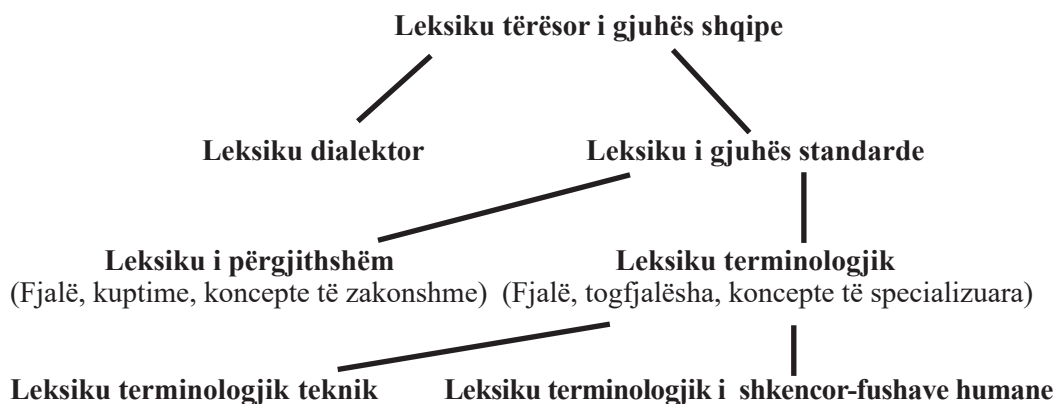 Leksiku tërësor i gjuhës shqipe
Leksiku dialektor
Leksiku i gjuhës standarde
Leksiku i përgjithshëm
(Fjalë, kuptime, koncepte të zakonshme)
Leksiku terminologjik
(Fjalë, togfjalësha, koncepte të specializuara)
Leksiku terminologjik teknik
Leksiku terminologjik i shkencor-fushave humane